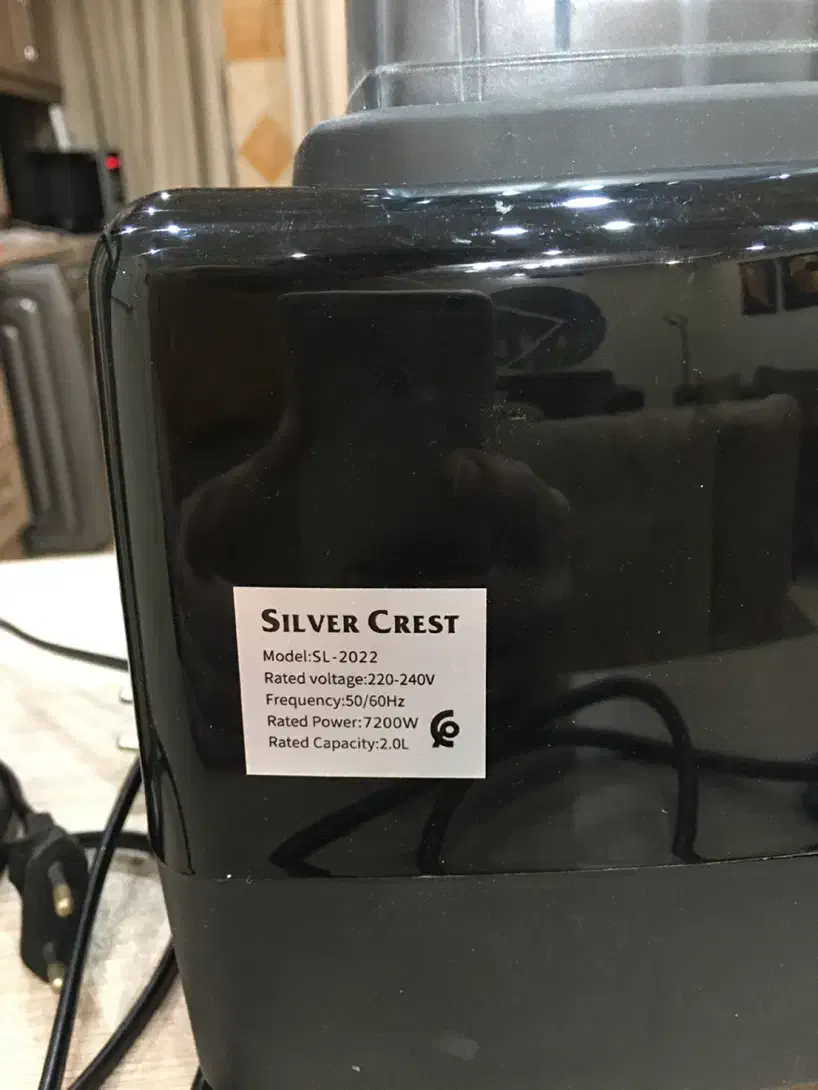 SILVER CREST
Model:SL-2022
Rated voltage:220-240V
Frequency:50/60Hz
Rated Power:7200W
Rated Capacity:2.0L